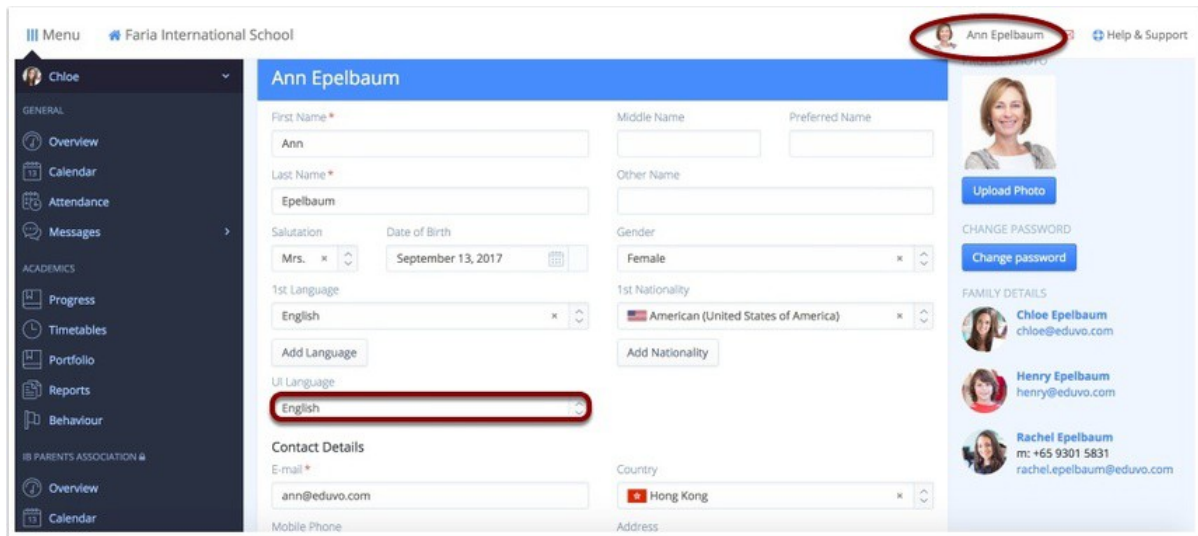 Menu
Faria International School
Ann Epelbaum
Help & Support
Chloe
GENERAL
Overview
Calendar
Attendance
Messages
ACADEMICS
Progress
Timetables
Portfolio
Reports
Behaviour
IB PARENTS ASSOCIATION
Overview
13
Calendar
Ann Epelbaum
First Name *
Middle Name
Preferred Name
Ann
Last Name *
Other Name
Epelbaum
Salutation
Date of Birth
Gender
Mrs. ×
September 13, 2017
Female ×
1st Language
1st Nationality
English ×
American (United States of America) ×
Add Language
Add Nationality
UI Language
English
Contact Details
E-mail *
Country
ann@eduvo.com
Hong Kong ×
Mobile Phone
Address
PROFILE PHOTO
Upload Photo
CHANGE PASSWORD
Change password
FAMILY DETAILS
Chloe Epelbaum
chloe@eduvo.com
Henry Epelbaum
henry@eduvo.com
Rachel Epelbaum
m: +65 9301 5831
rachel.epelbaum@eduvo.com